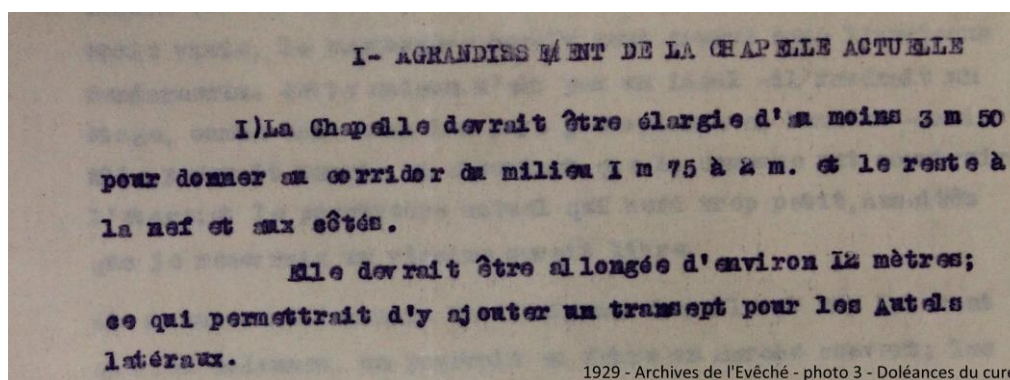 I- AGRANDISSEMENT DE LA CHAPELLE ACTUELLE
I)La Chapelle devrait être élargie d'au moins 3 m 50
pour donner au corridor du milieu I m 75 à 2 m. et le reste à
la nef et aux côtés.
Elle devrait être allongée d'environ I2 mètres;
ce qui permettrait d'y ajouter un transept pour les Autels
latéraux.
1929 - Archives de l'Evêché - photo 3 - Doléances du curé